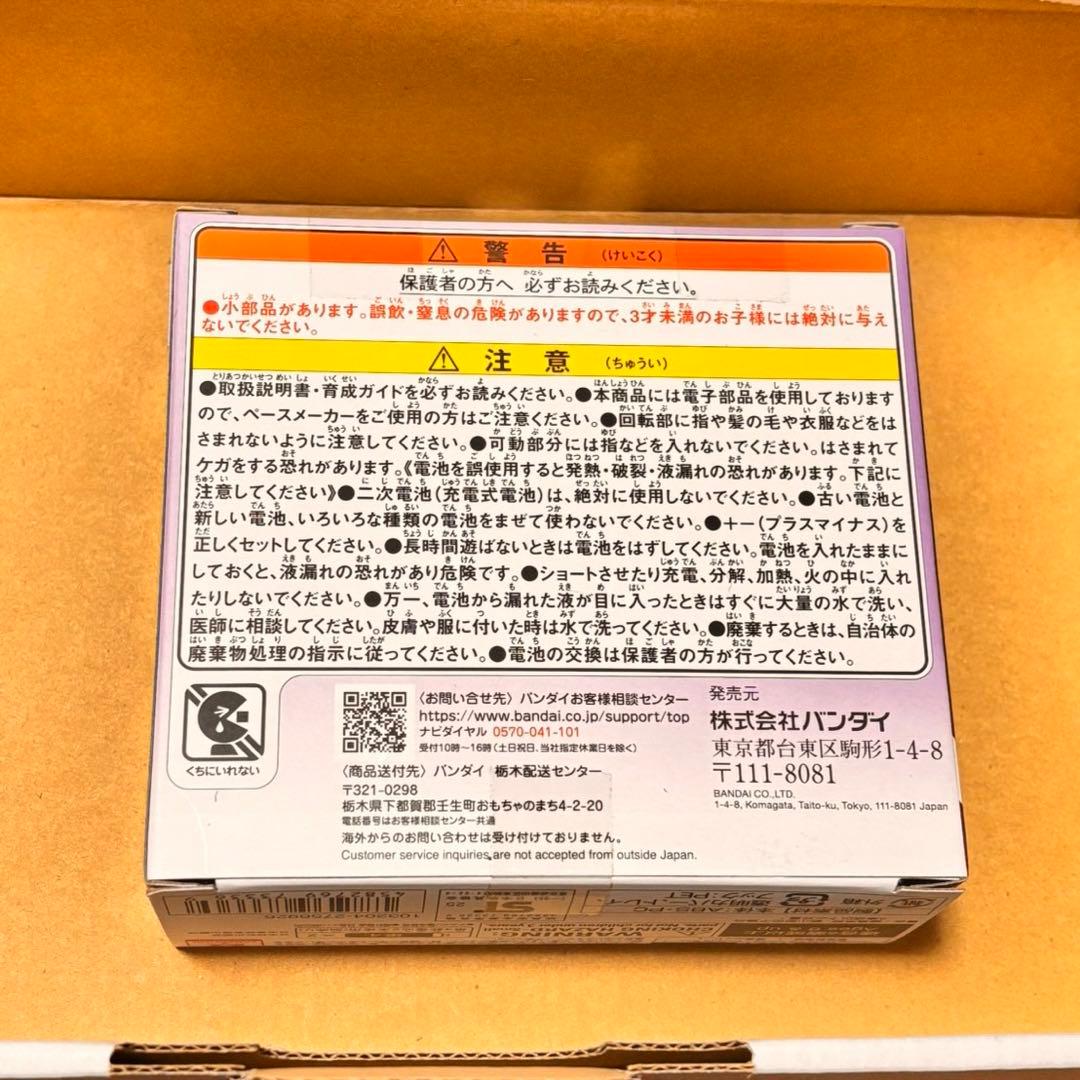 ⚠ 警告 (けいこく)
保護者の方へ 必ずお読みください。
●小部品があります。誤飲・窒息の危険がありますので、3才未満のお子様には絶対に与え
ないでください。
⚠ 注意 (ちゅうい)
●取扱説明書・育成ガイドを必ずお読みください。●本商品には電子部品を使用しております
ので、ペースメーカーをご使用の方はご注意ください。●回転部に指や髪の毛や衣服などをは
さまれないように注意してください。●可動部分には指などを入れないでください。はさまれて
ケガをする恐れがあります。《電池を誤使用すると発熱・破裂・液漏れの恐れがあります。下記に
注意してください》●二次電池(充電式電池)は、絶対に使用しないでください。●古い電池と
新しい電池、いろいろな種類の電池をまぜて使わないでください。●+-(プラスマイナス)を
正しくセットしてください。●長時間遊ばないときは電池をはずしてください。電池を入れたままに
しておくと、液漏れの恐れがあり危険です。●ショートさせたり充電、分解、加熱、火の中に入れ
たりしないでください。●万一、電池から漏れた液が目に入ったときはすぐに大量の水で洗い、
医師に相談してください。皮膚や服に付いた時は水で洗ってください。●廃棄するときは、自治体の
廃棄物処理の指示に従ってください。●電池の交換は保護者の方が行ってください。
くちにいれない
〈お問い合せ先〉バンダイお客様相談センター
https://www.bandai.co.jp/support/top
ナビダイヤル 0570-041-101
受付10時~16時(土日祝日、当社指定休業日を除く)
〈商品送付先〉バンダイ 栃木配送センター
〒321-0298
栃木県下都賀郡壬生町おもちゃのまち4-2-20
電話番号はお客様相談センター共通
海外からのお問い合わせは受け付けておりません。
Customer service inquiries are not accepted from outside Japan.
発売元
株式会社バンダイ
東京都台東区駒形1-4-8
〒111-8081
BANDAI CO.,LTD.
1-4-8, Komagata, Taito-ku, Tokyo, 111-8081 Japan
WARNING
CHOKING HAZARD